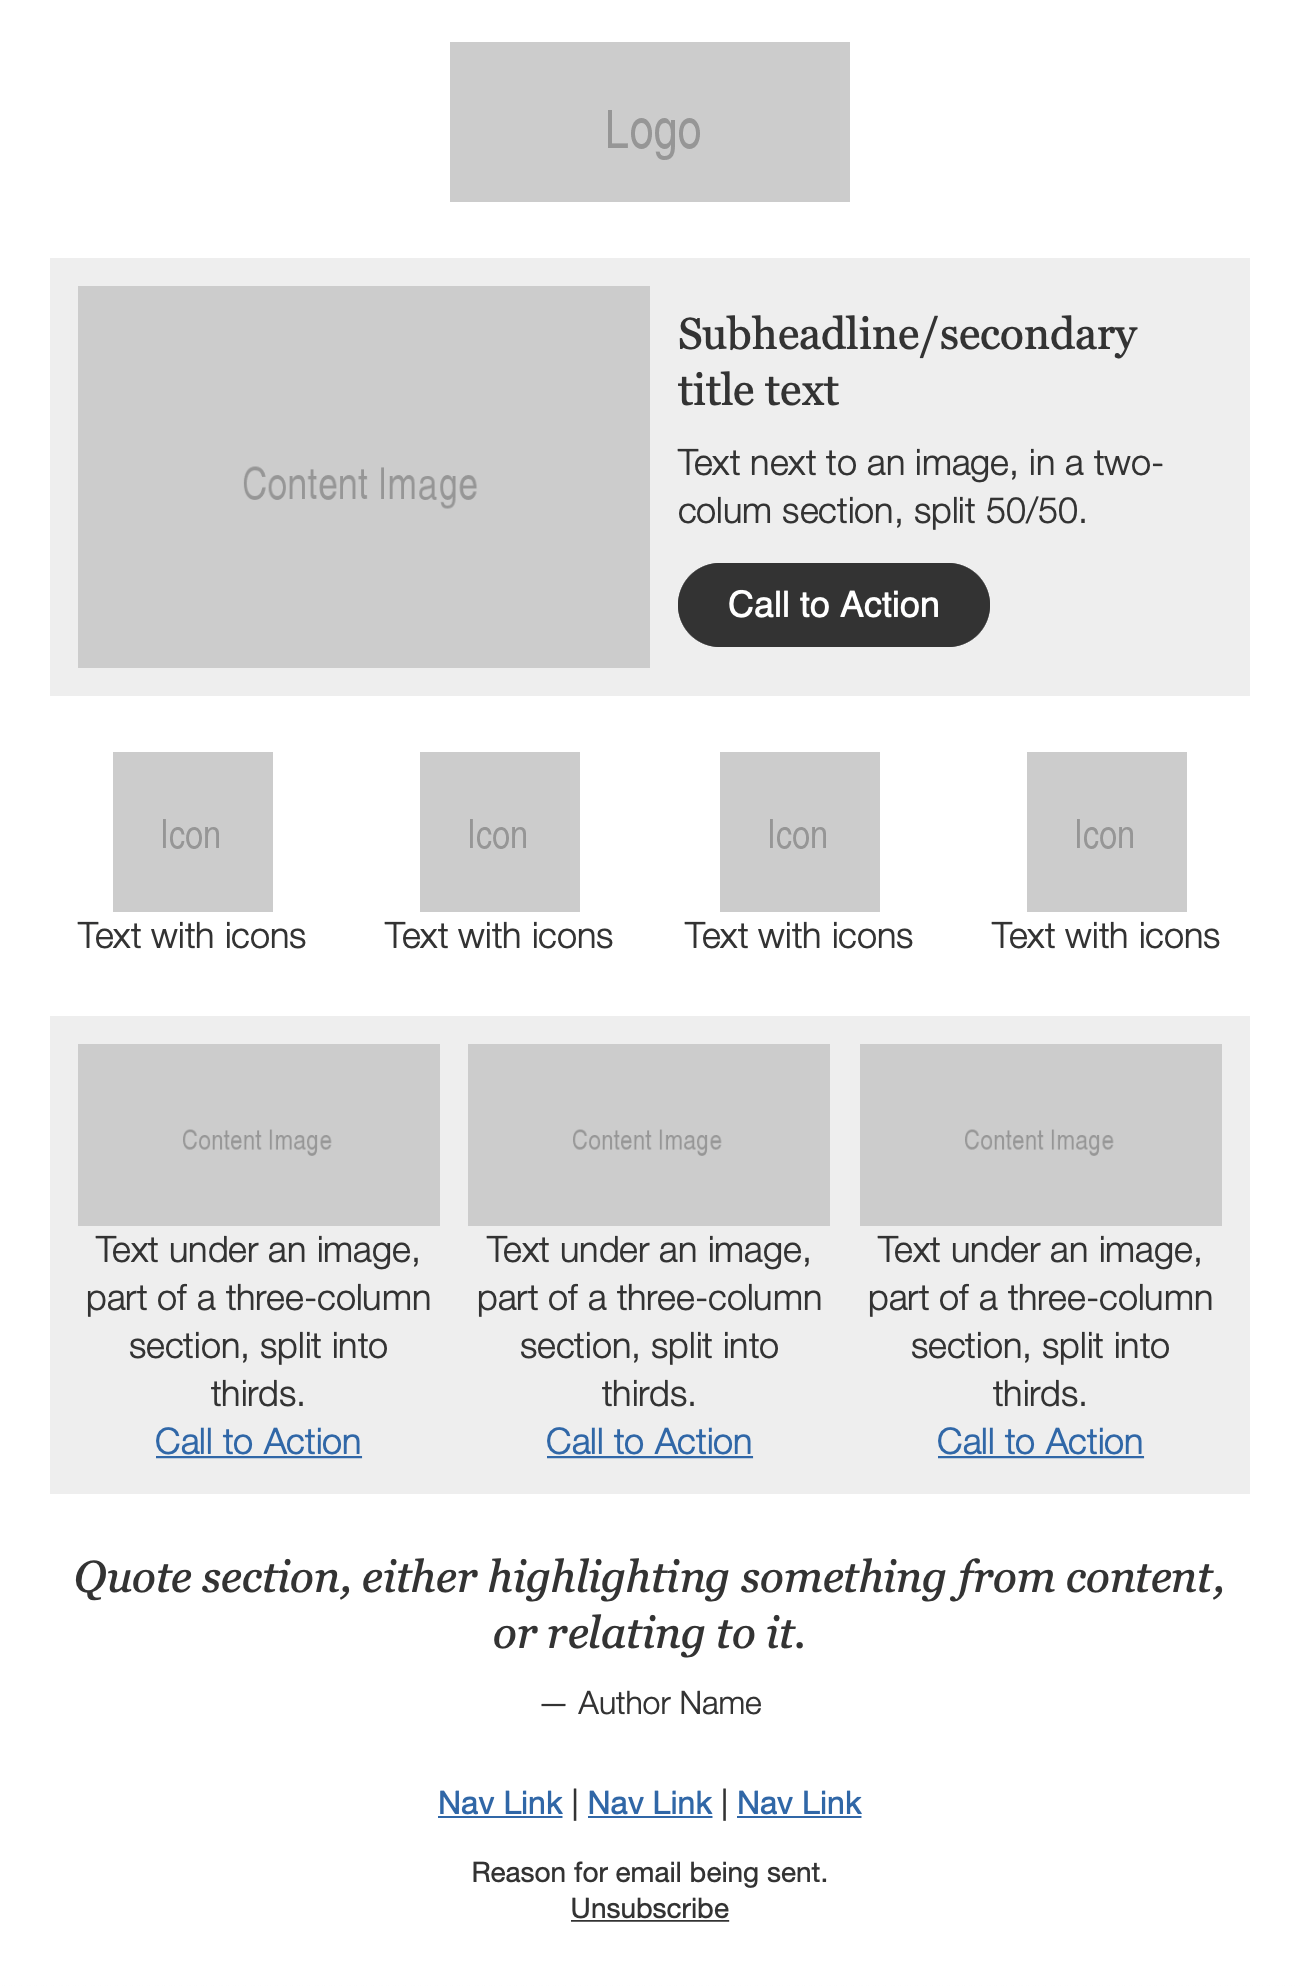 Logo
Content Image
Subheadline/secondary
title text
Text next to an image, in a two-
colum section, split 50/50.
Call to Action
Icon
Icon
Icon
Icon
Text with icons
Text with icons
Text with icons
Text with icons
Content Image
Text under an image,
part of a three-column
section, split into
thirds.
Call to Action
Content Image
Text under an image,
part of a three-column
section, split into
thirds.
Call to Action
Content Image
Text under an image,
part of a three-column
section, split into
thirds.
Call to Action
Quote section, either highlighting something from content,
or relating to it.
— Author Name
Nav Link | Nav Link | Nav Link
Reason for email being sent.
Unsubscribe